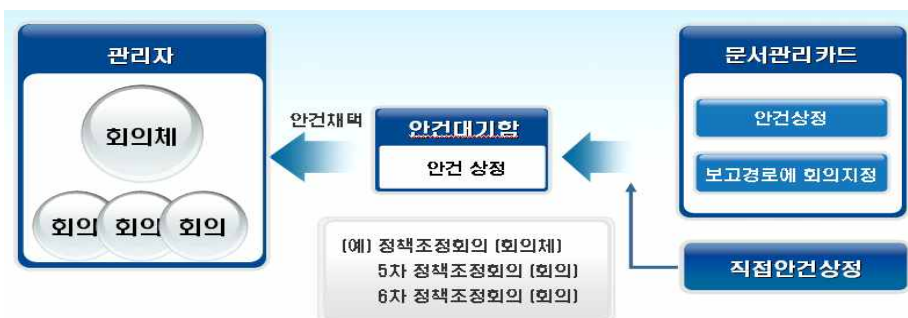 관리자
회의체
회의 회의 회의
안건채택
안건대기함
안건 상정
(예) 정책조정회의 (회의체)
5차 정책조정회의 (회의)
6차 정책조정회의 (회의)
문서관리카드
안건상정
보고경로에 회의지정
직접안건상정